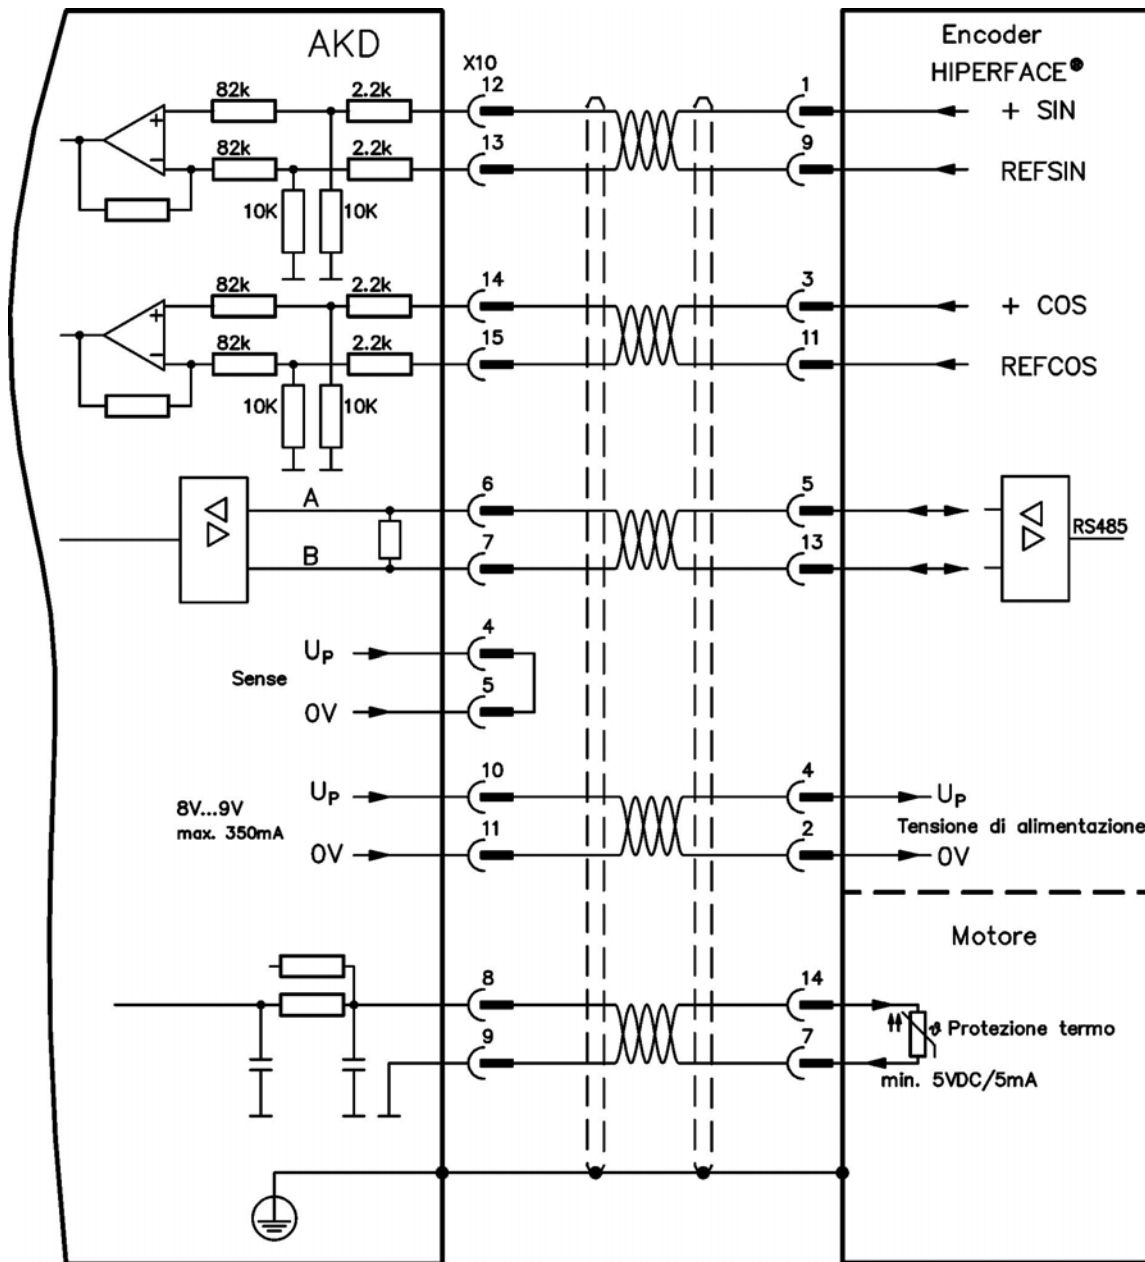 AKD
X10
Encoder
HIPERFACE®
82k
2.2k
12
1
+ SIN
+
-
82k
2.2k
13
9
REFSIN
10K
10K
82k
2.2k
14
3
+ COS
+
-
82k
2.2k
15
11
REFCOS
10K
10K
A
6
5
RS485
B
7
13
4
UP
Sense
5
0V
10
4
8V...9V
UP
UP
max. 350mA
Tensione di alimentazione
11
2
0V
0V
Motore
8
14
ϑ Protezione termo
9
7
min. 5VDC/5mA